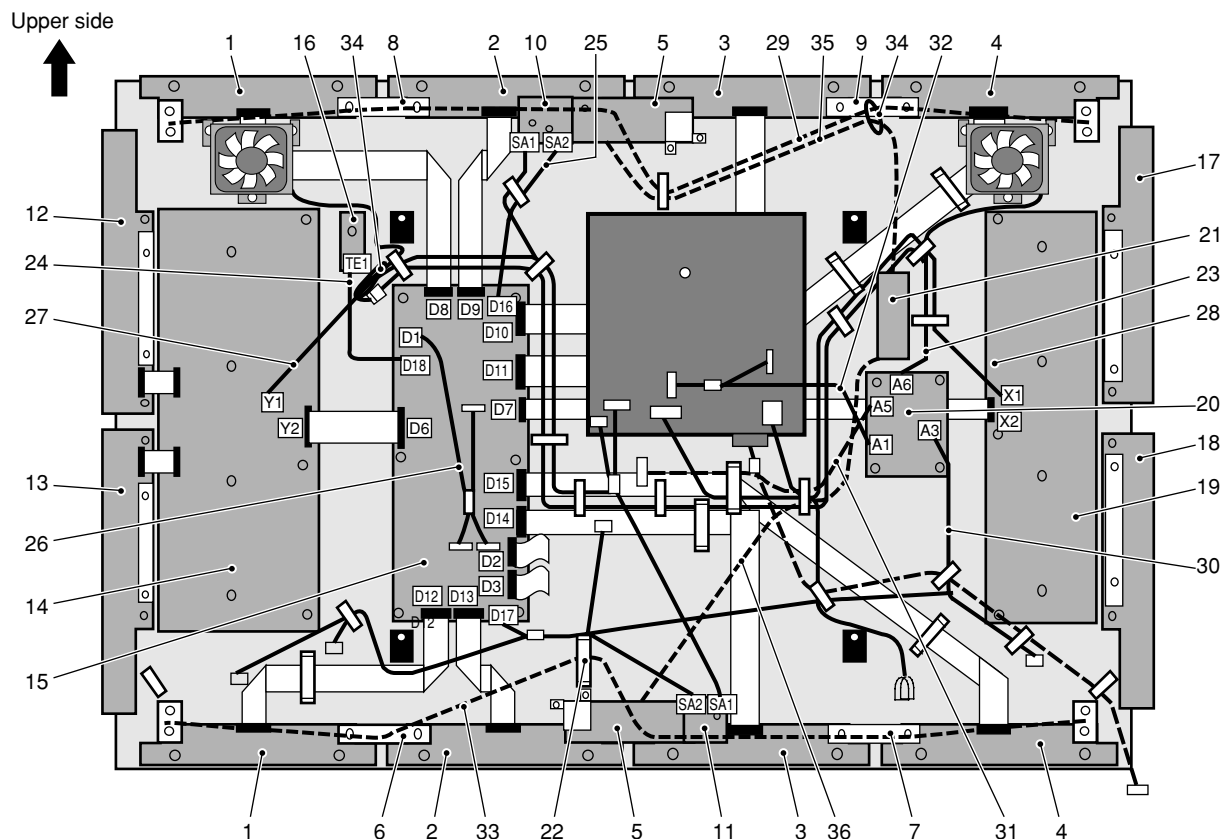 Upper side
1 16 34 8 2 10 25 5 3 29 35 9 34 32 4
SA1 SA2
17
12
16
24
TE1
21
27
23
D8 D9 D16
D10
28
D1
D18
D11
A6
X1
Y1
D7
A5
20
X2
Y2
D6
A3
A1
18
13
D15
19
26
D14
D2
30
14
D3
D12 D13
D12
D17
15
SA2 SA1
1 6 2 33 22 5 11 3 36 7 31 4